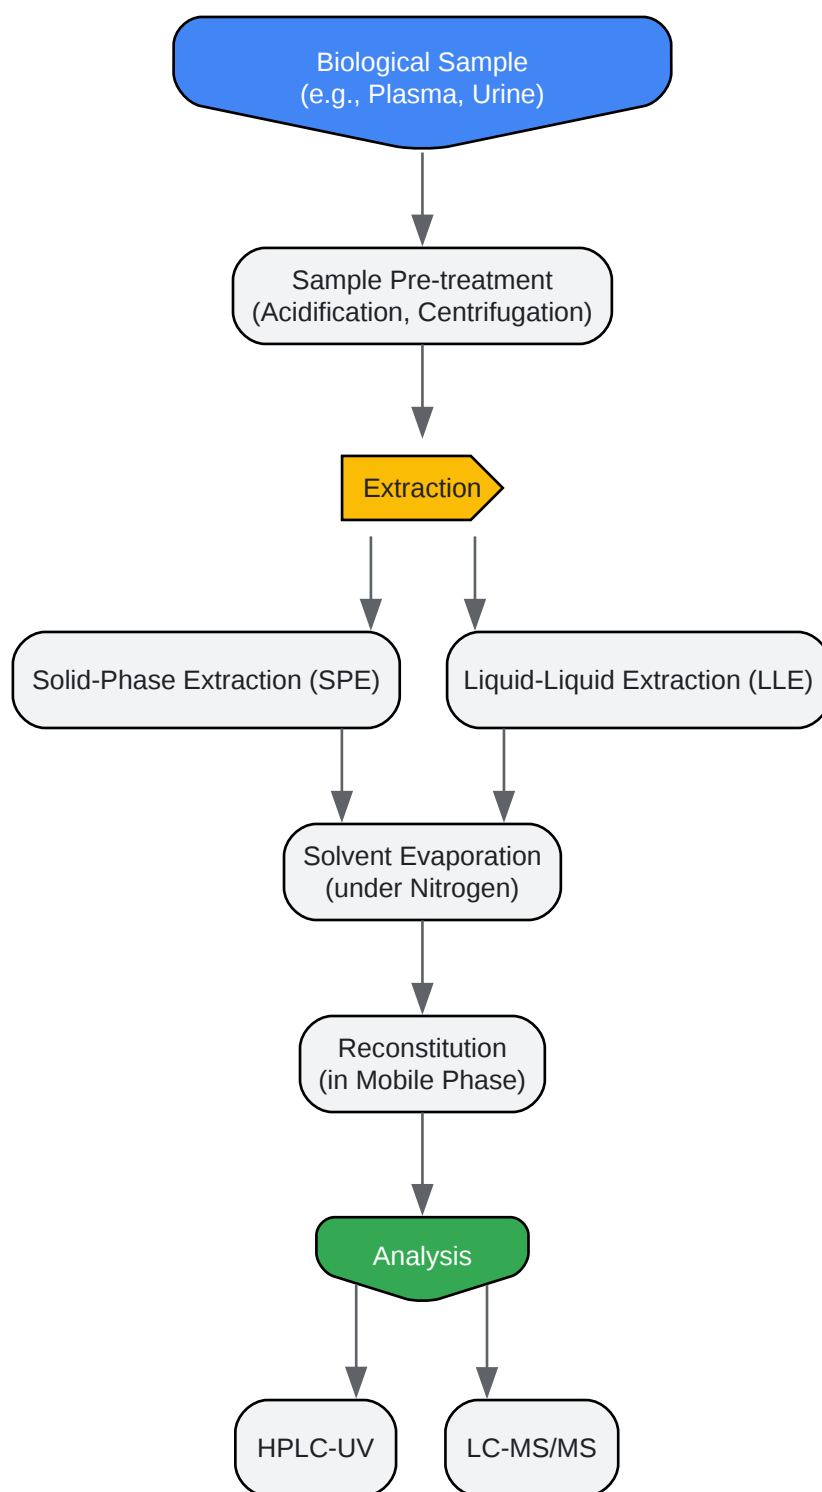 Biological Sample
(e.g., Plasma, Urine)
Sample Pre-treatment
(Acidification, Centrifugation)
Extraction
Solid-Phase Extraction (SPE)
Liquid-Liquid Extraction (LLE)
Solvent Evaporation
(under Nitrogen)
Reconstitution
(in Mobile Phase)
Analysis
HPLC-UV
LC-MS/MS